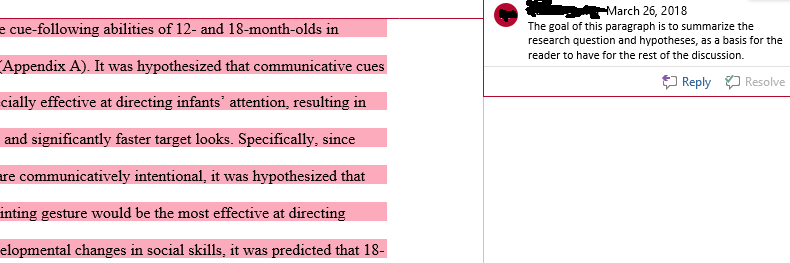 e cue-following abilities of 12- and 18-month-olds in
(Appendix A). It was hypothesized that communicative cues
cially effective at directing infants' attention, resulting in
and significantly faster target looks. Specifically, since
are communicatively intentional, it was hypothesized that
inting gesture would be the most effective at directing
elopmental changes in social skills, it was predicted that 18-
March 26, 2018
The goal of this paragraph is to summarize the
research question and hypotheses, as a basis for the
reader to have for the rest of the discussion.
Reply Resolve